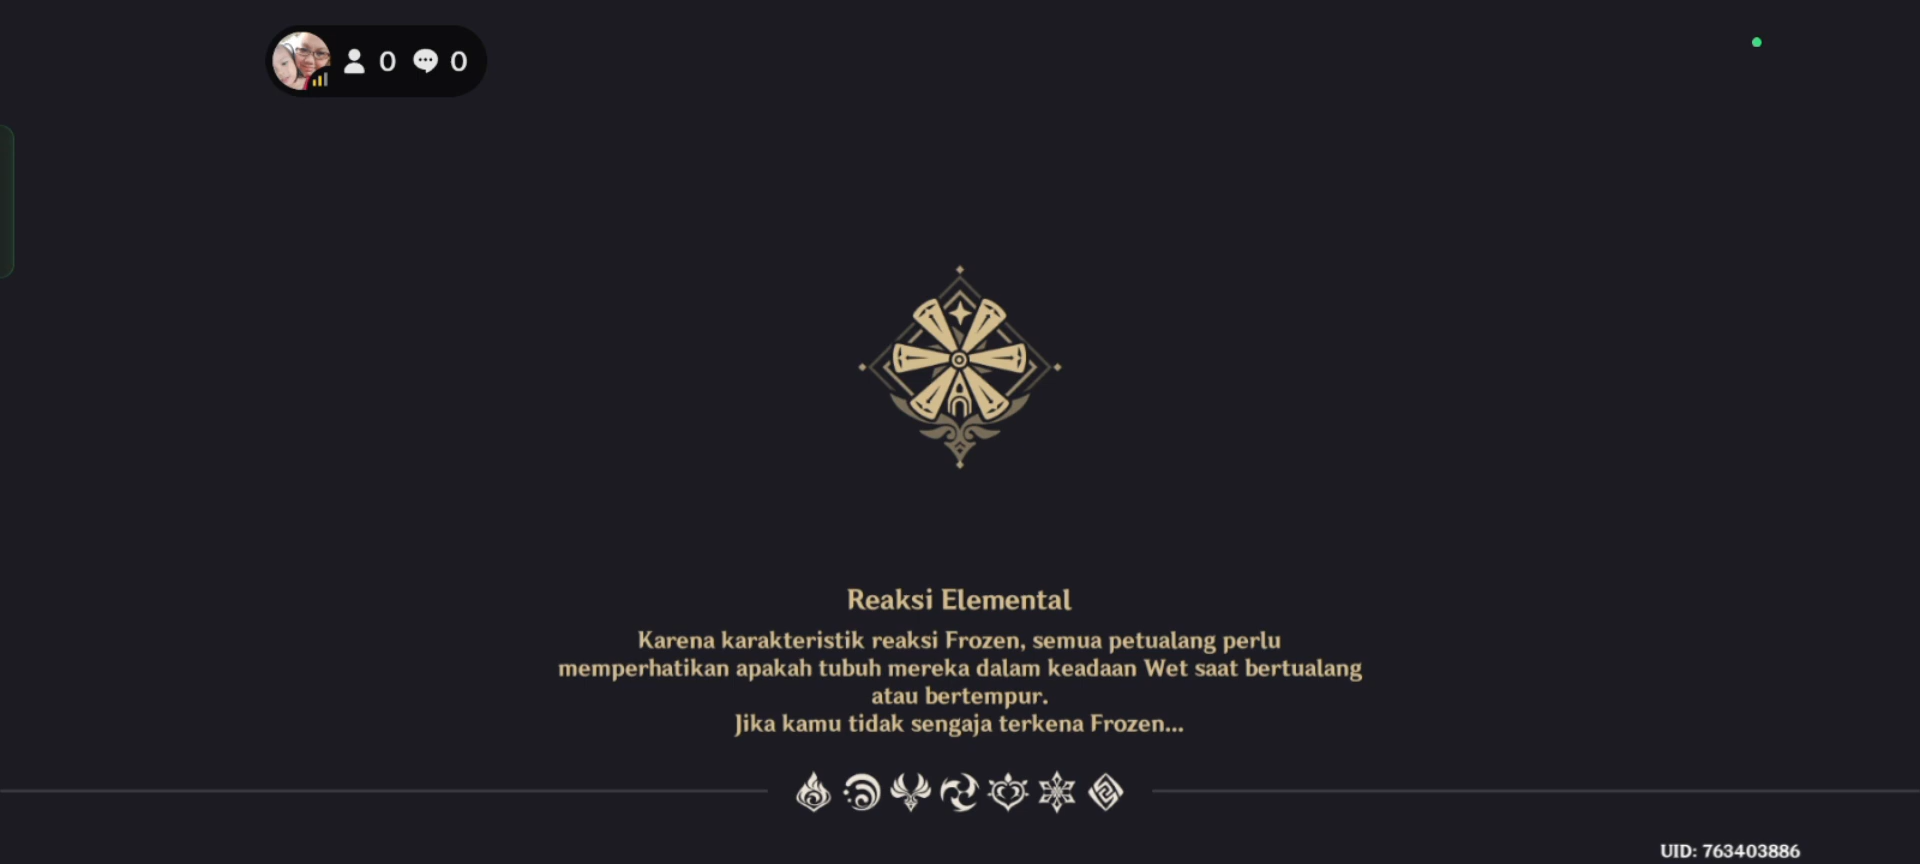 0 0
Reaksi Elemental
Karena karakteristik reaksi Frozen, semua petualang perlu
memperhatikan apakah tubuh mereka dalam keadaan Wet saat bertualang
atau bertempur.
Jika kamu tidak sengaja terkena Frozen...
UID: 763403886